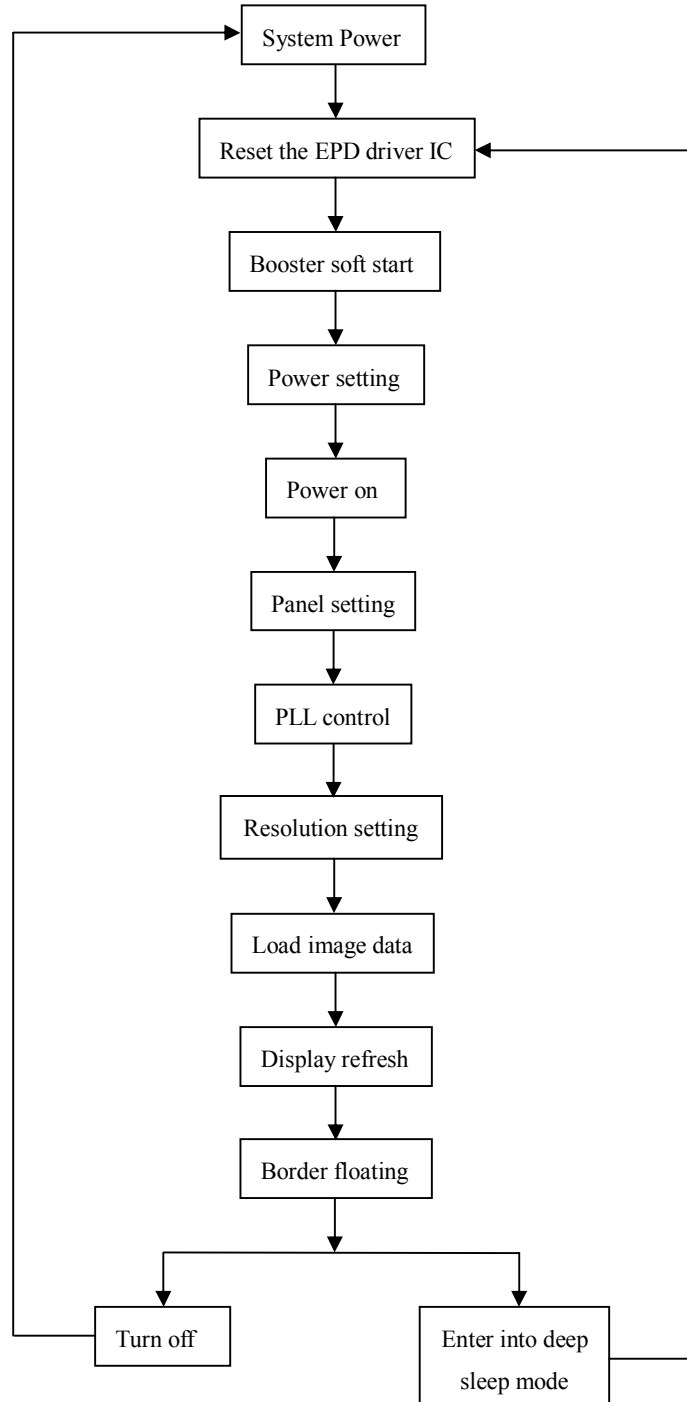 System Power
Reset the EPD driver IC
Booster soft start
Power setting
Power on
Panel setting
PLL control
Resolution setting
Load image data
Display refresh
Border floating
Turn off
Enter into deep
sleep mode